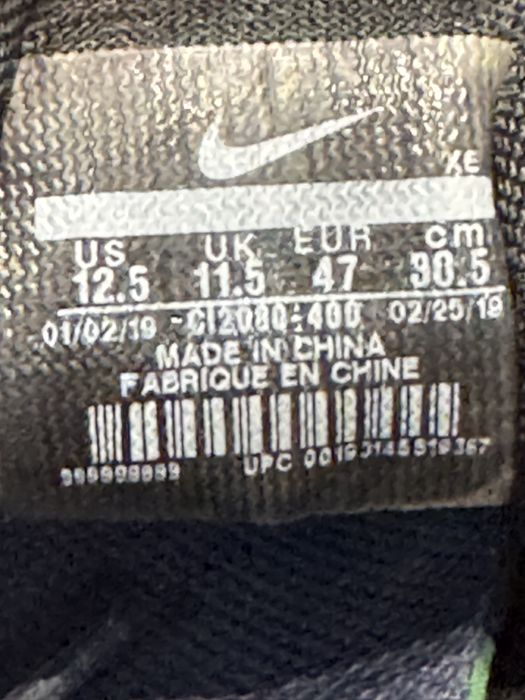 XE
US UK EUR cm
12.5 11.5 47 30.5
01/02/19 CI2080-400 02/25/19
MADE IN CHINA
FABRIQUE EN CHINE
UPC